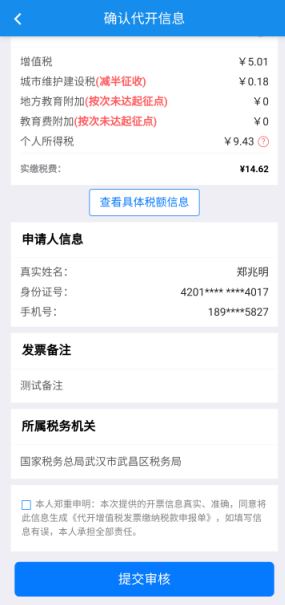 确认代开信息
增值税 ￥5.01
城市维护建设税(减半征收) ￥0.18
地方教育附加(按次未达起征点) ￥0
教育费附加(按次未达起征点) ￥0
个人所得税 ￥9.43 ?
实缴税费： ¥14.62
查看具体税额信息
申请人信息
真实姓名： 郑兆明
身份证号： 4201**** ****4017
手机号： 189****5827
发票备注
测试备注
所属税务机关
国家税务总局武汉市武昌区税务局
本人郑重申明：本次提供的开票信息真实、准确，同意将
此信息生成《代开增值税发票缴纳税款申报单》，如填写信
息有误，本人承担全部责任。
提交审核